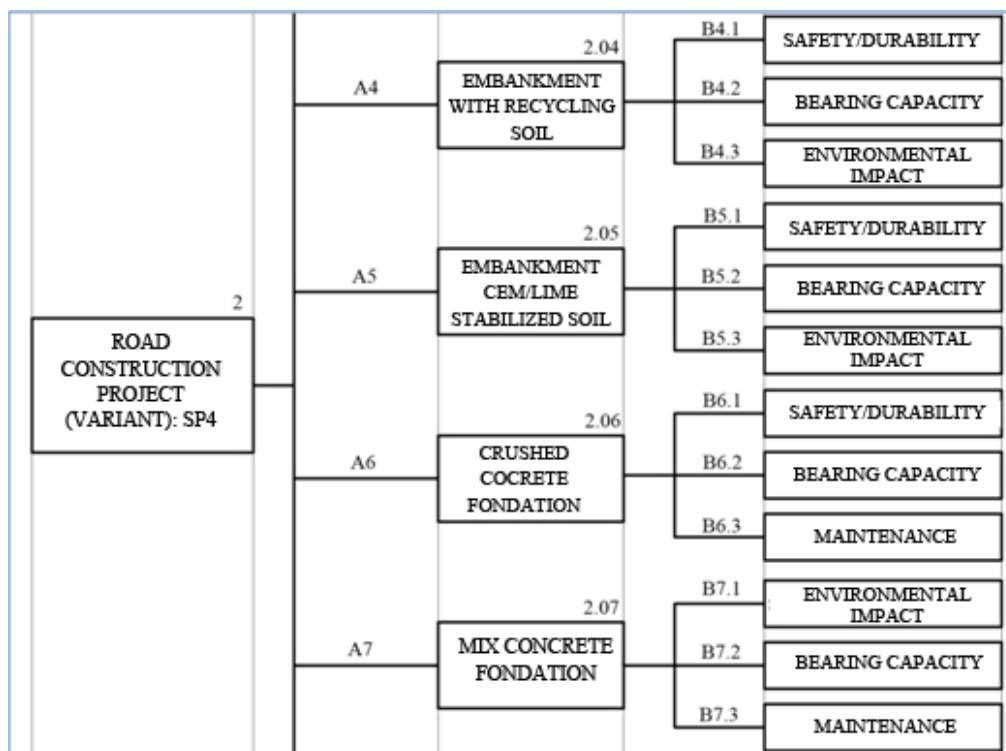 B4.1
SAFETY/DURABILITY
2.04
A4
EMBANKMENT
WITH RECYCLING
SOIL
B4.2
BEARING CAPACITY
B4.3
ENVIRONMENTAL
IMPACT
B5.1
SAFETY/DURABILITY
2.05
A5
EMBANKMENT
CEM/LIME
STABILIZED SOIL
B5.2
BEARING CAPACITY
B5.3
ENVIRONMENTAL
IMPACT
2
ROAD
CONSTRUCTION
PROJECT
(VARIANT): SP4
B6.1
SAFETY/DURABILITY
2.06
A6
CRUSHED
COCRETE
FONDATION
B6.2
BEARING CAPACITY
B6.3
MAINTENANCE
B7.1
ENVIRONMENTAL
IMPACT
2.07
A7
MIX CONCRETE
FONDATION
B7.2
BEARING CAPACITY
B7.3
MAINTENANCE